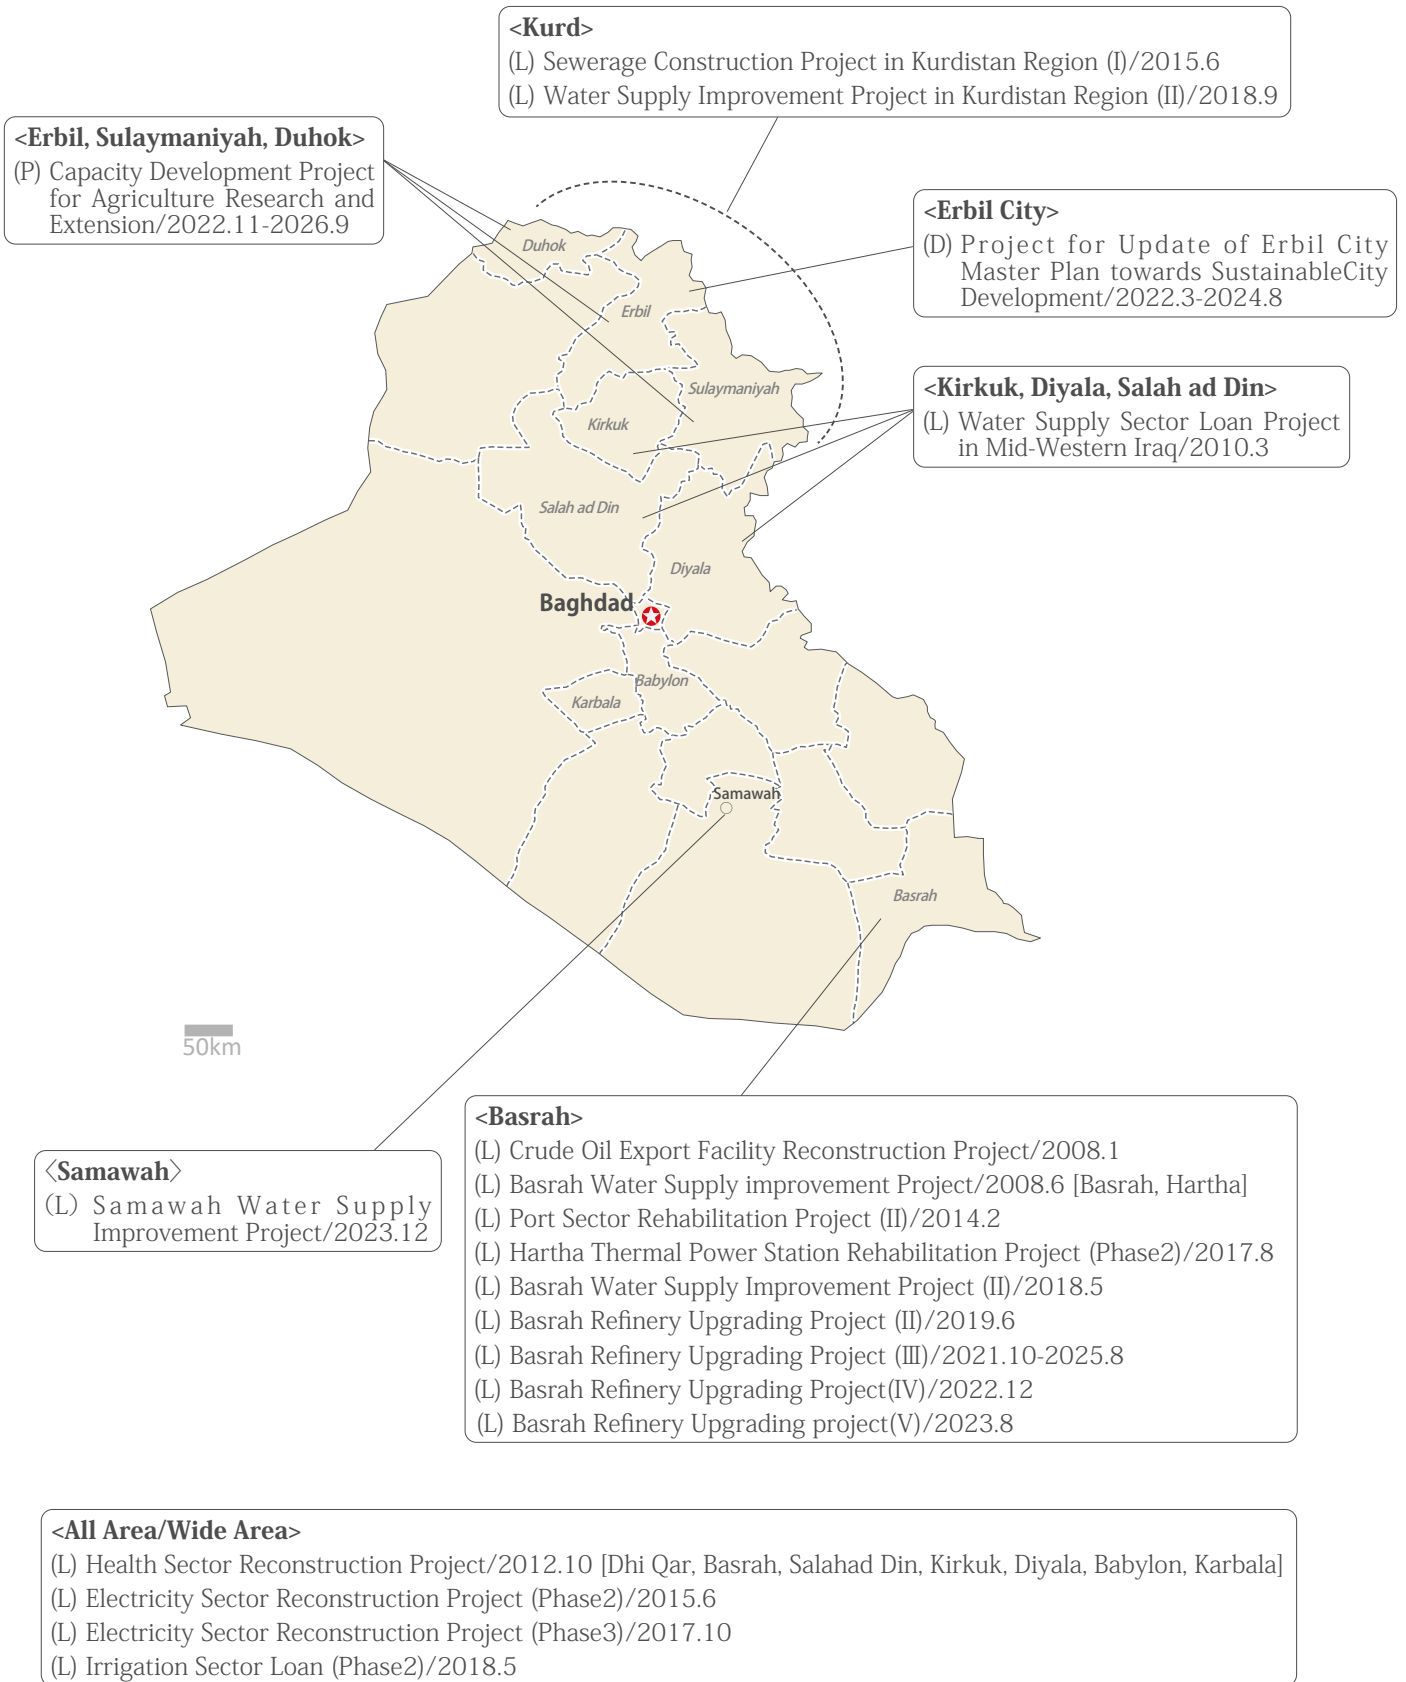 <Kurd>
(L) Sewerage Construction Project in Kurdistan Region (I)/2015.6
(L) Water Supply Improvement Project in Kurdistan Region (II)/2018.9
<Erbil, Sulaymaniyah, Duhok>
(P) Capacity Development Project
for Agriculture Research and
Extension/2022.11-2026.9
<Erbil City>
(D) Project for Update of Erbil City
Master Plan towards SustainableCity
Development/2022.3-2024.8
<Kirkuk, Diyala, Salah ad Din>
(L) Water Supply Sector Loan Project
in Mid-Western Iraq/2010.3
Duhok
Erbil
Sulaymaniyah
Kirkuk
Salah ad Din
Diyala
Baghdad
Babylon
Karbala
Samawah
Basrah
50km
<Basrah>
(L) Crude Oil Export Facility Reconstruction Project/2008.1
(L) Basrah Water Supply improvement Project/2008.6 [Basrah, Hartha]
(L) Port Sector Rehabilitation Project (II)/2014.2
(L) Hartha Thermal Power Station Rehabilitation Project (Phase2)/2017.8
(L) Basrah Water Supply Improvement Project (II)/2018.5
(L) Basrah Refinery Upgrading Project (II)/2019.6
(L) Basrah Refinery Upgrading Project (III)/2021.10-2025.8
(L) Basrah Refinery Upgrading Project(IV)/2022.12
(L) Basrah Refinery Upgrading project(V)/2023.8
〈Samawah〉
(L) Samawah Water Supply
Improvement Project/2023.12
<All Area/Wide Area>
(L) Health Sector Reconstruction Project/2012.10 [Dhi Qar, Basrah, Salahad Din, Kirkuk, Diyala, Babylon, Karbala]
(L) Electricity Sector Reconstruction Project (Phase2)/2015.6
(L) Electricity Sector Reconstruction Project (Phase3)/2017.10
(L) Irrigation Sector Loan (Phase2)/2018.5